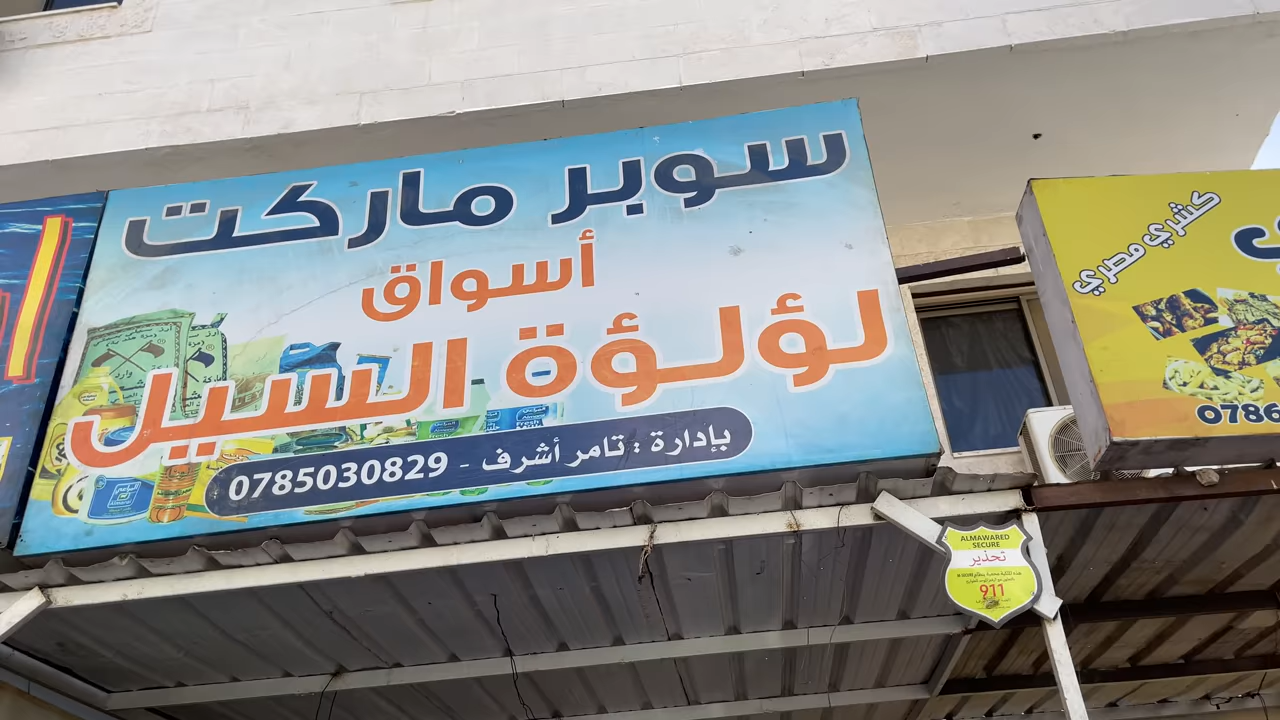 سوبر ماركت
أسواق
لؤلؤة السيل
بإدارة : تامر أشرف - 0785030829
كشري مصري
0786
ALMAWARED
SECURE
تحذير
911